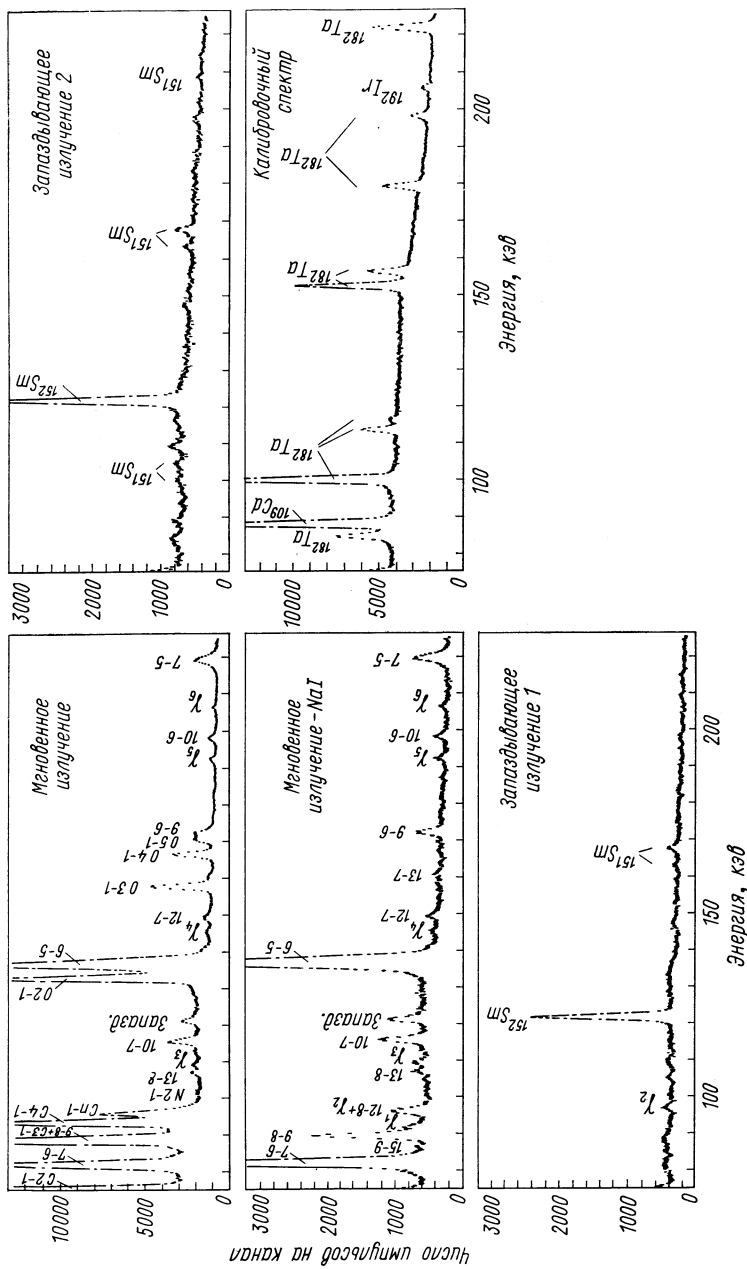 Число импульсов на канал
Мгновенное
излучение
10000
5000
0
C2-1
7-6
9-8+C3-1
C4-1
Cn-1
N2-1
13-8
γ3
10-7
Запазд.
O2-1
6-5
γ4
12-7
O3-1
O4-1
O5-1
9-6
γ5
10-6
γ6
7-5
Мгновенное
излучение-NaI
3000
2000
1000
0
7-6
15-9
9-8
γ1
12-8+γ2
13-8
γ3
10-7
Запазд.
6-5
γ4
12-7
13-7
9-6
γ5
10-6
γ6
7-5
Запаздывающее
излучение 1
3000
1000
0
γ2
152Sm
151Sm
100
150
200
Энергия, кэв
Запаздывающее
излучение 2
3000
2000
1000
0
151Sm
152Sm
151Sm
151Sm
Калибровочный
спектр
10000
5000
0
182Ta
109Cd
182Ta
182Ta
182Ta
192Ir
182Ta
100
150
200
Энергия, кэв